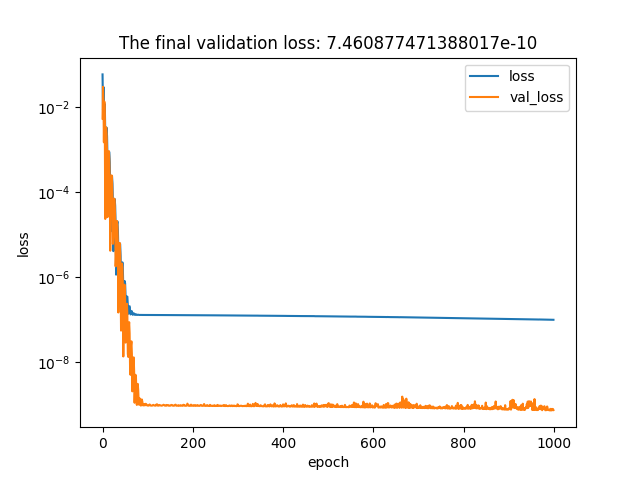 The final validation loss: 7.460877471388017e-10
loss
val_loss
10⁻²
10⁻⁴
10⁻⁶
10⁻⁸
loss
0
200
400
600
800
1000
epoch